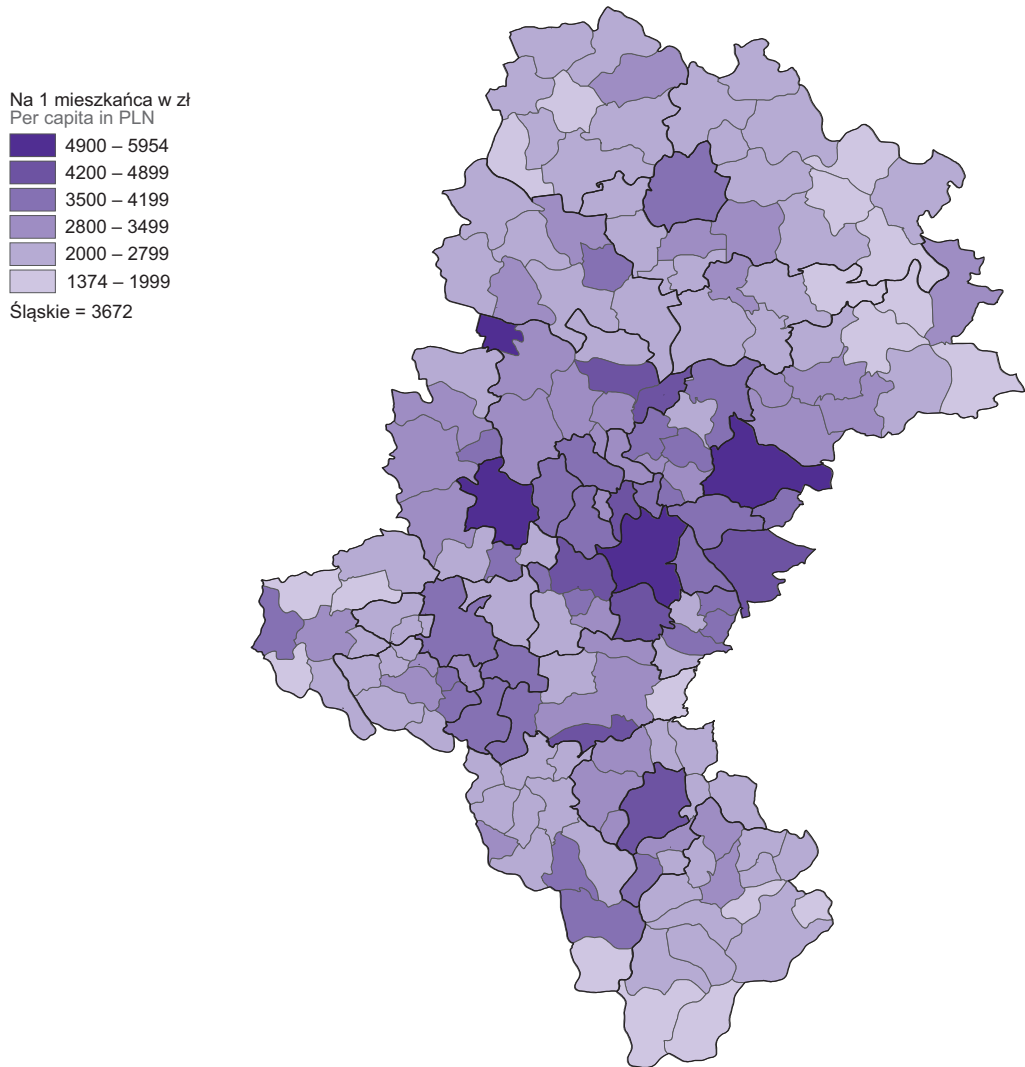 Na 1 mieszkańca w zł
Per capita in PLN
4900 – 5954
4200 – 4899
3500 – 4199
2800 – 3499
2000 – 2799
1374 – 1999
Śląskie = 3672